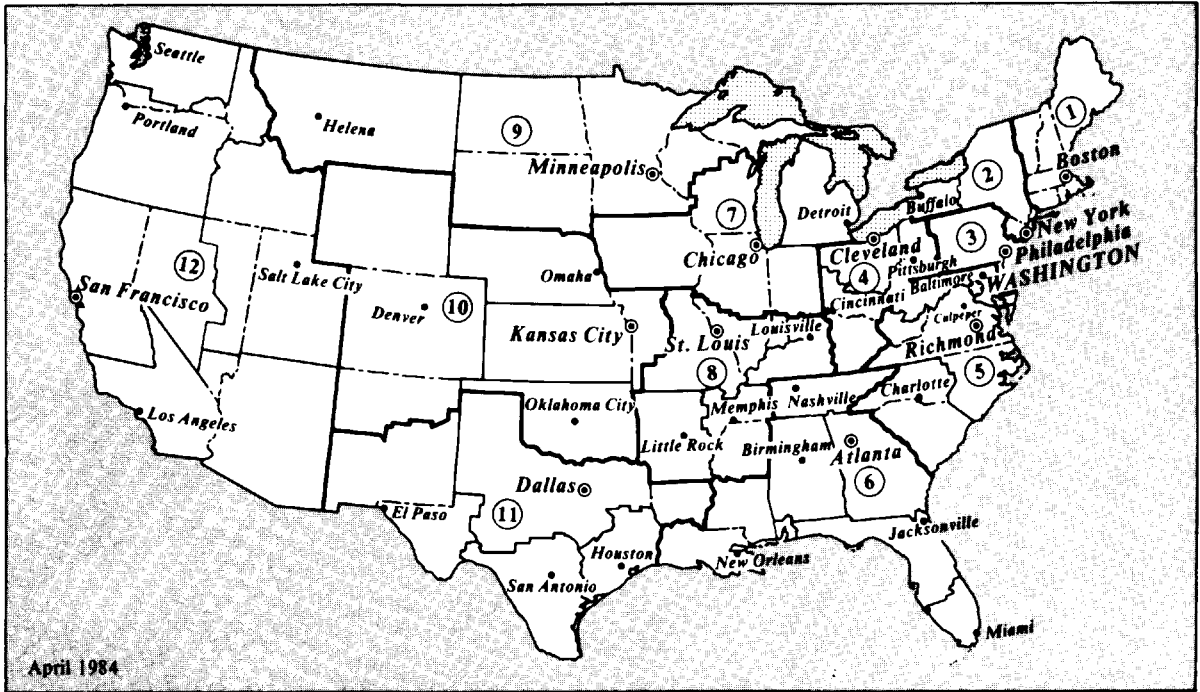 Seattle
Portland
Helena
9
Minneapolis
1
Boston
2
Buffalo
7
Detroit
3
New York
Philadelphia
Chicago
Cleveland
4
Pittsburgh
WASHINGTON
12
Salt Lake City
San Francisco
Omaha
Cincinnati
Baltimore
10
Denver
Kansas City
St. Louis
Louisville
Culpeper
Richmond
8
5
Los Angeles
Oklahoma City
Memphis
Nashville
Charlotte
Little Rock
Birmingham
Atlanta
6
Dallas
11
El Paso
Jacksonville
Houston
New Orleans
San Antonio
Miami
April 1984